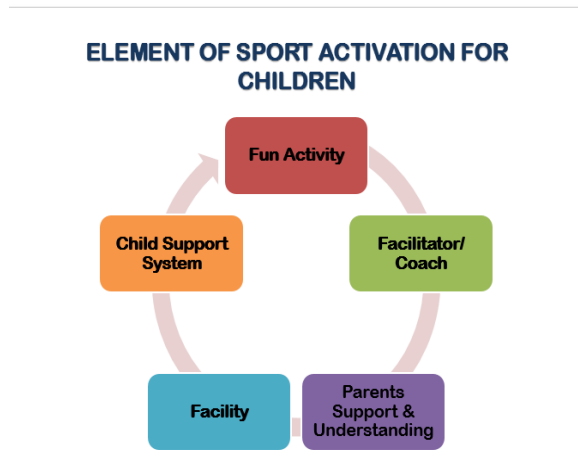 ELEMENT OF SPORT ACTIVATION FOR
CHILDREN
Fun Activity
Facilitator/
Coach
Parents
Support &
Understanding
Facility
Child Support
System